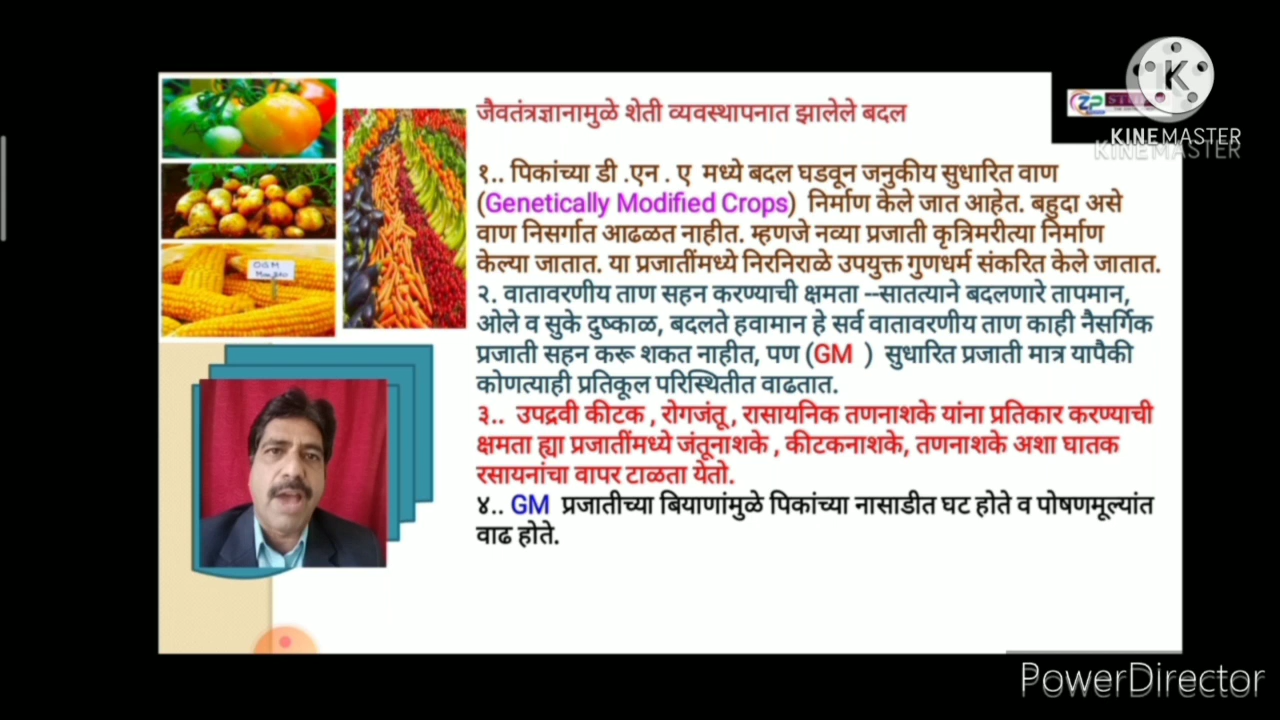 जैवतंत्रज्ञानामुळे शेती व्यवस्थापनात झालेले बदल
१.. पिकांच्या डी .एन . ए मध्ये बदल घडवून जनुकीय सुधारित वाण
(Genetically Modified Crops) निर्माण केले जात आहेत. बहुदा असे
वाण निसर्गात आढळत नाहीत. म्हणजे नव्या प्रजाती कृत्रिमरीत्या निर्माण
केल्या जातात. या प्रजातींमध्ये निरनिराळे उपयुक्त गुणधर्म संकरित केले जातात.
२. वातावरणीय ताण सहन करण्याची क्षमता –सातत्याने बदलणारे तापमान,
ओले व सुके दुष्काळ, बदलते हवामान हे सर्व वातावरणीय ताण काही नैसर्गिक
प्रजाती सहन करू शकत नाहीत, पण (GM ) सुधारित प्रजाती मात्र यापैकी
कोणत्याही प्रतिकूल परिस्थितीत वाढतात.
३.. उपद्रवी कीटक , रोगजंतू , रासायनिक तणनाशके यांना प्रतिकार करण्याची
क्षमता ह्या प्रजातींमध्ये जंतूनाशके , कीटकनाशके, तणनाशके अशा घातक
रसायनांचा वापर टाळता येतो.
४.. GM प्रजातीच्या बियाणांमुळे पिकांच्या नासाडीत घट होते व पोषणमूल्यांत
वाढ होते.
OGM
K
ZP
KINEMASTER
KINEMASTER
PowerDirector